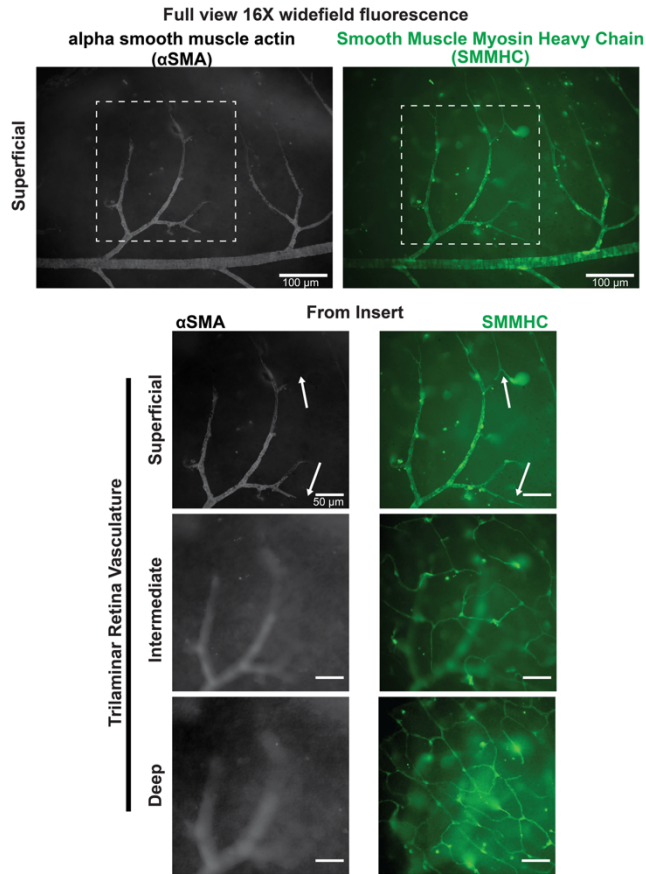 Full view 16X widefield fluorescence
alpha smooth muscle actin
(αSMA)
Smooth Muscle Myosin Heavy Chain
(SMMHC)
Superficial
100 µm
100 µm
From Insert
αSMA
SMMHC
Trilaminar Retina Vasculature
Superficial
50 µm
Intermediate
Deep